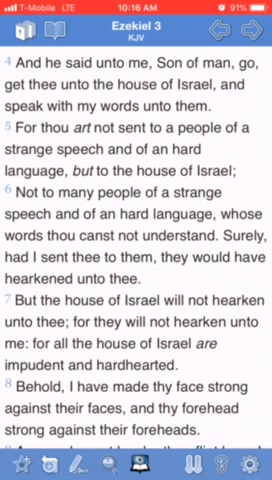 T-Mobile LTE 10:16 AM 91%
Ezekiel 3
KJV
4 And he said unto me, Son of man, go,
get thee unto the house of Israel, and
speak with my words unto them.
5 For thou art not sent to a people of a
strange speech and of an hard
language, but to the house of Israel;
6 Not to many people of a strange
speech and of an hard language, whose
words thou canst not understand. Surely,
had I sent thee to them, they would have
hearkened unto thee.
7 But the house of Israel will not hearken
unto thee; for they will not hearken unto
me: for all the house of Israel are
impudent and hardhearted.
8 Behold, I have made thy face strong
against their faces, and thy forehead
strong against their foreheads.